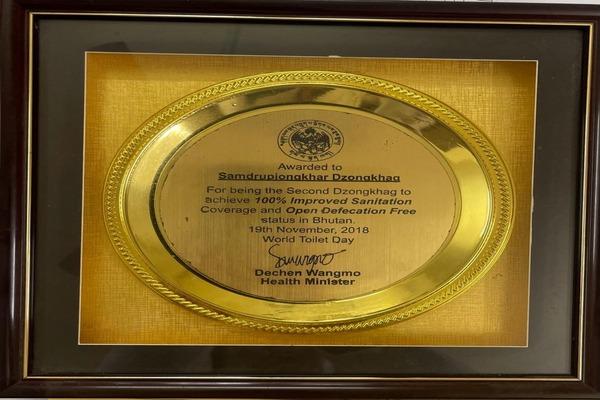 Awarded to
Samdrupjongkhar Dzongkhag
For being the Second Dzongkhag to
achieve 100% Improved Sanitation
Coverage and Open Defecation Free
status in Bhutan.
19th November, 2018
World Toilet Day
Dechen Wangmo
Health Minister